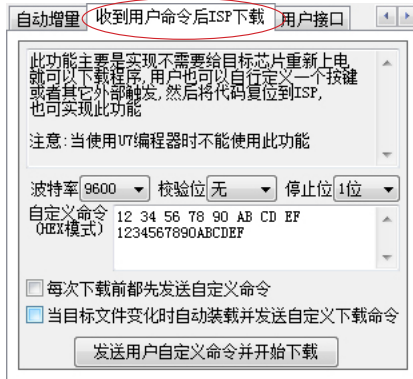 自动增量 收到用户命令后ISP下载 用户接口
此功能主要是实现不需要给目标芯片重新上电,
就可以下载程序,用户也可以自行定义一个按键
或者其它外部触发,然后将代码复位到ISP,
也可实现此功能
注意:当使用U7编程器时不能使用此功能
波特率 9600 校验位 无 停止位 1位
自定义命令 12 34 56 78 90 AB CD EF
(HEX模式) 1234567890ABCDEF
每次下载前都先发送自定义命令
当目标文件变化时自动装载并发送自定义下载命令
发送用户自定义命令并开始下载